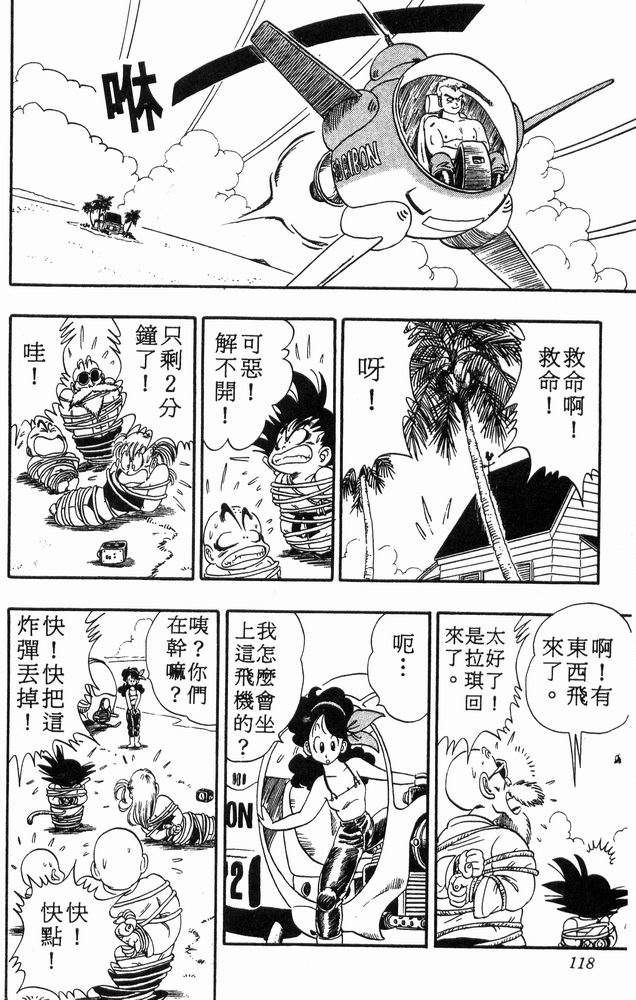 咻
救命啊！
救命！
呀！
可惡！
解不開！
只剩2分
鐘了！
哇！
啊！有
東西飛
來了。
太好了！
是拉琪回
來了。
呃…
我怎麼會坐
上這飛機的？
ON
咦？你們
在幹嘛？
快！快把這
炸彈丟掉！
快！
快點！
118